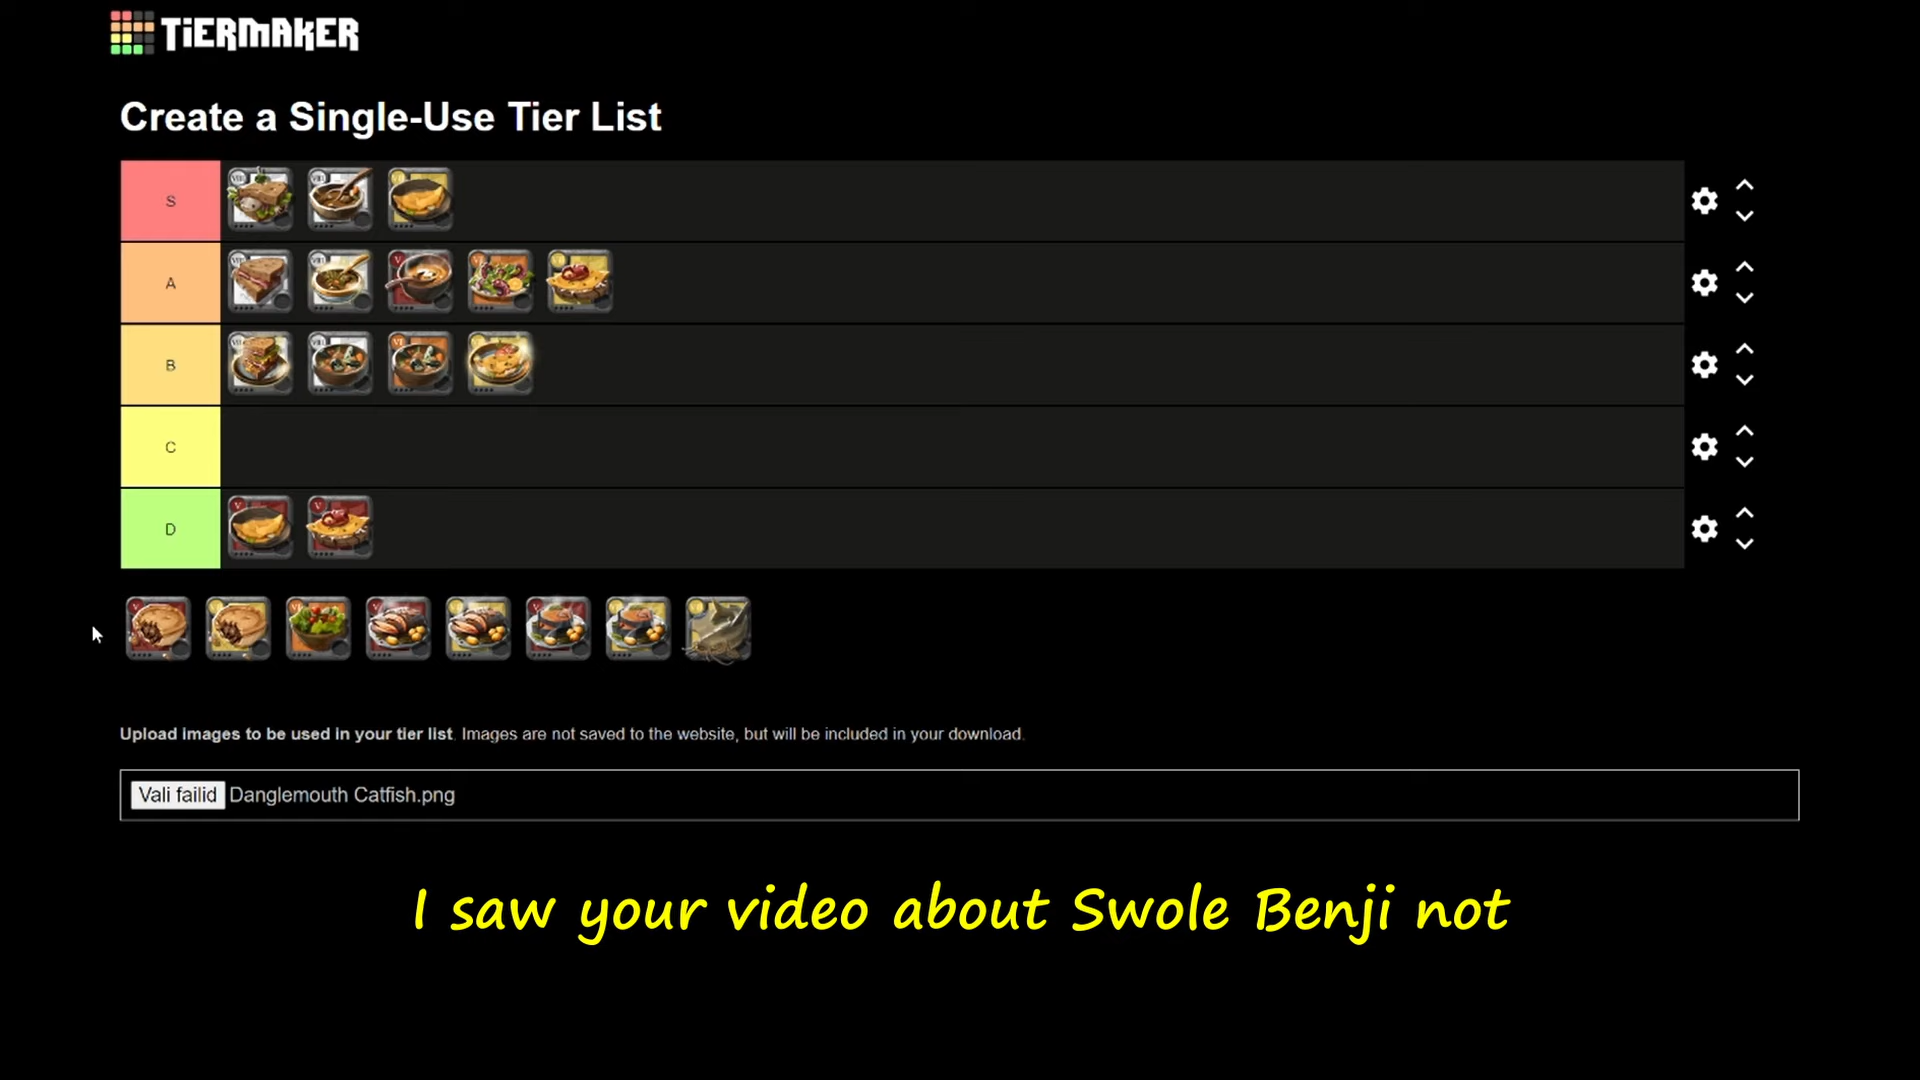 TiERMAKER
Create a Single-Use Tier List
S
A
B
C
D
Upload images to be used in your tier list. Images are not saved to the website, but will be included in your download.
Vali failid Danglemouth Catfish.png
I saw your video about Swole Benji not